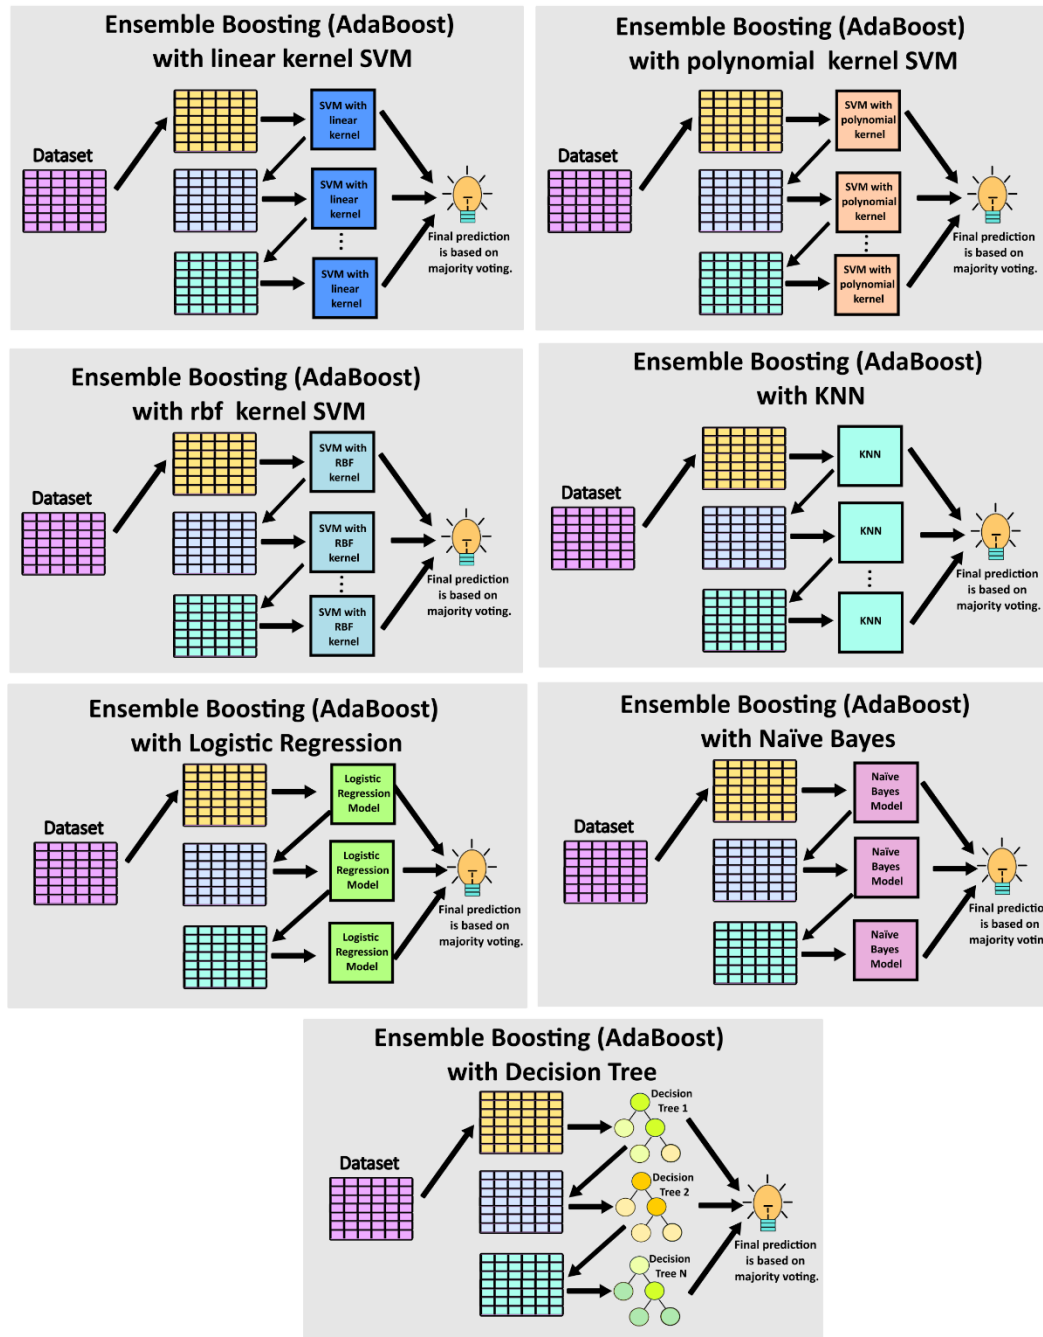 Ensemble Boosting (AdaBoost)
with linear kernel SVM
Dataset
SVM with
linear
kernel
SVM with
linear
kernel
SVM with
linear
kernel
Final prediction
is based on
majority voting.
Ensemble Boosting (AdaBoost)
with polynomial kernel SVM
Dataset
SVM with
polynomial
kernel
SVM with
polynomial
kernel
SVM with
polynomial
kernel
Final prediction
is based on
majority voting.
Ensemble Boosting (AdaBoost)
with rbf kernel SVM
Dataset
SVM with
RBF
kernel
SVM with
RBF
kernel
SVM with
RBF
kernel
Final prediction
is based on
majority voting.
Ensemble Boosting (AdaBoost)
with KNN
Dataset
KNN
KNN
KNN
Final prediction
is based on
majority voting.
Ensemble Boosting (AdaBoost)
with Logistic Regression
Dataset
Logistic
Regression
Model
Logistic
Regression
Model
Logistic
Regression
Model
Final prediction
is based on
majority voting.
Ensemble Boosting (AdaBoost)
with Naïve Bayes
Dataset
Naïve
Bayes
Model
Naïve
Bayes
Model
Naïve
Bayes
Model
Final prediction
is based on
majority votin
Ensemble Boosting (AdaBoost)
with Decision Tree
Dataset
Decision
Tree 1
Decision
Tree 2
Decision
Tree N
Final prediction
is based on
majority voting.